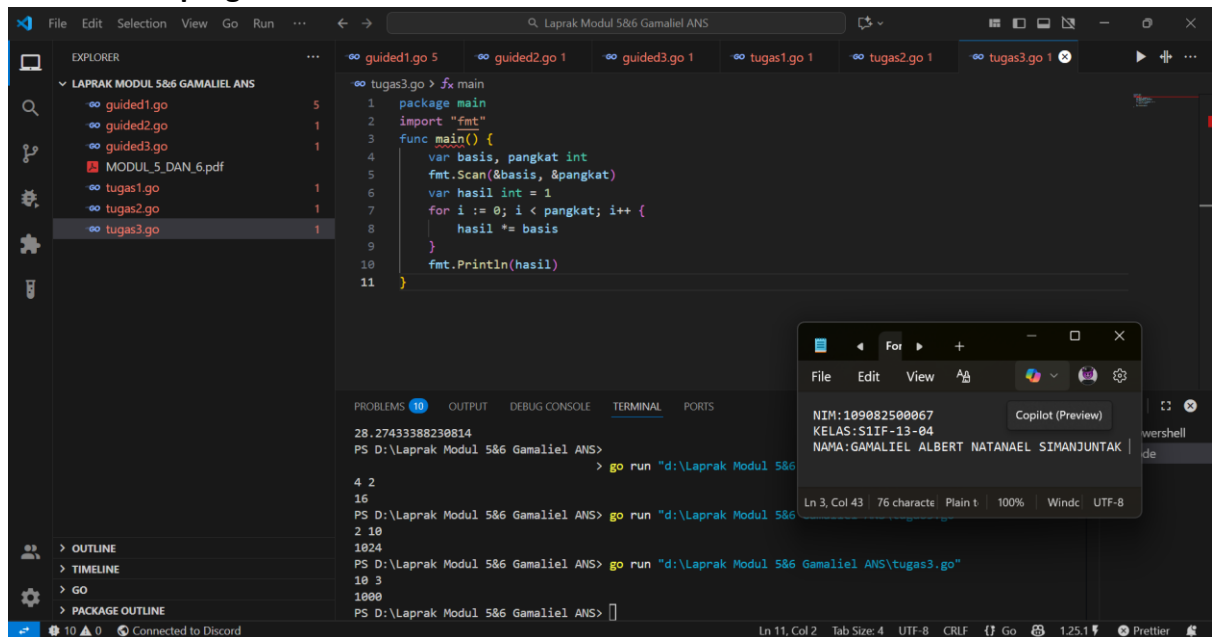 File Edit Selection View Go Run ... Laprak Modul 5&6 Gamaliel ANS
EXPLORER
LAPRAK MODUL 5&6 GAMALIEL ANS
guided1.go 5
guided2.go 1
guided3.go 1
MODUL_5_DAN_6.pdf
tugas1.go 1
tugas2.go 1
tugas3.go 1
OUTLINE
TIMELINE
GO
PACKAGE OUTLINE
guided1.go 5 guided2.go 1 guided3.go 1 tugas1.go 1 tugas2.go 1 tugas3.go 1
tugas3.go > main
1 package main
2 import "fmt"
3 func main() {
4 var basis, pangkat int
5 fmt.Scan(&basis, &pangkat)
6 var hasil int = 1
7 for i := 0; i < pangkat; i++ {
8 hasil *= basis
9 }
10 fmt.Println(hasil)
11 }
PROBLEMS 10 OUTPUT DEBUG CONSOLE TERMINAL PORTS
28.27433388230814
PS D:\Laprak Modul 5&6 Gamaliel ANS>
> go run "d:\Laprak Modul 5&6
4 2
16
PS D:\Laprak Modul 5&6 Gamaliel ANS> go run "d:\Laprak Modul 5&6
2 10
1024
PS D:\Laprak Modul 5&6 Gamaliel ANS> go run "d:\Laprak Modul 5&6 Gamaliel ANS\tugas3.go"
10 3
1000
PS D:\Laprak Modul 5&6 Gamaliel ANS>
For
File Edit View
NIM:109082500067
KELAS:S1IF-13-04
NAMA:GAMALIEL ALBERT NATANAEL SIMANJUNTAK
Copilot (Preview)
Ln 3, Col 43 76 characte Plain t 100% Windc UTF-8
10 0 Connected to Discord Ln 11, Col 2 Tab Size: 4 UTF-8 CRLF {} Go 1.25.1 Prettier